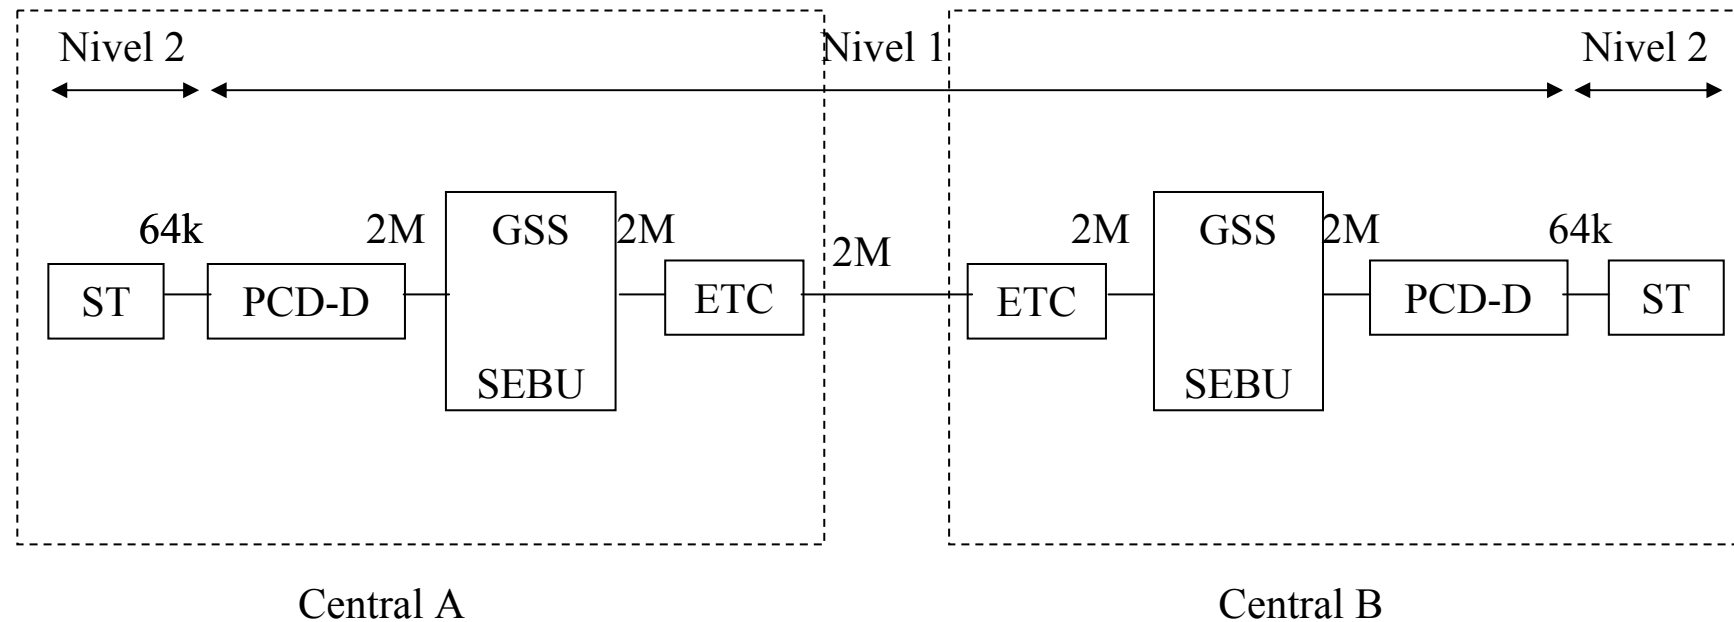 Nivel 2
Nivel 1
Nivel 2
64k
2M
GSS
2M
2M
2M
GSS
2M
64k
ST
PCD-D
ETC
ETC
PCD-D
ST
SEBU
SEBU
Central A
Central B